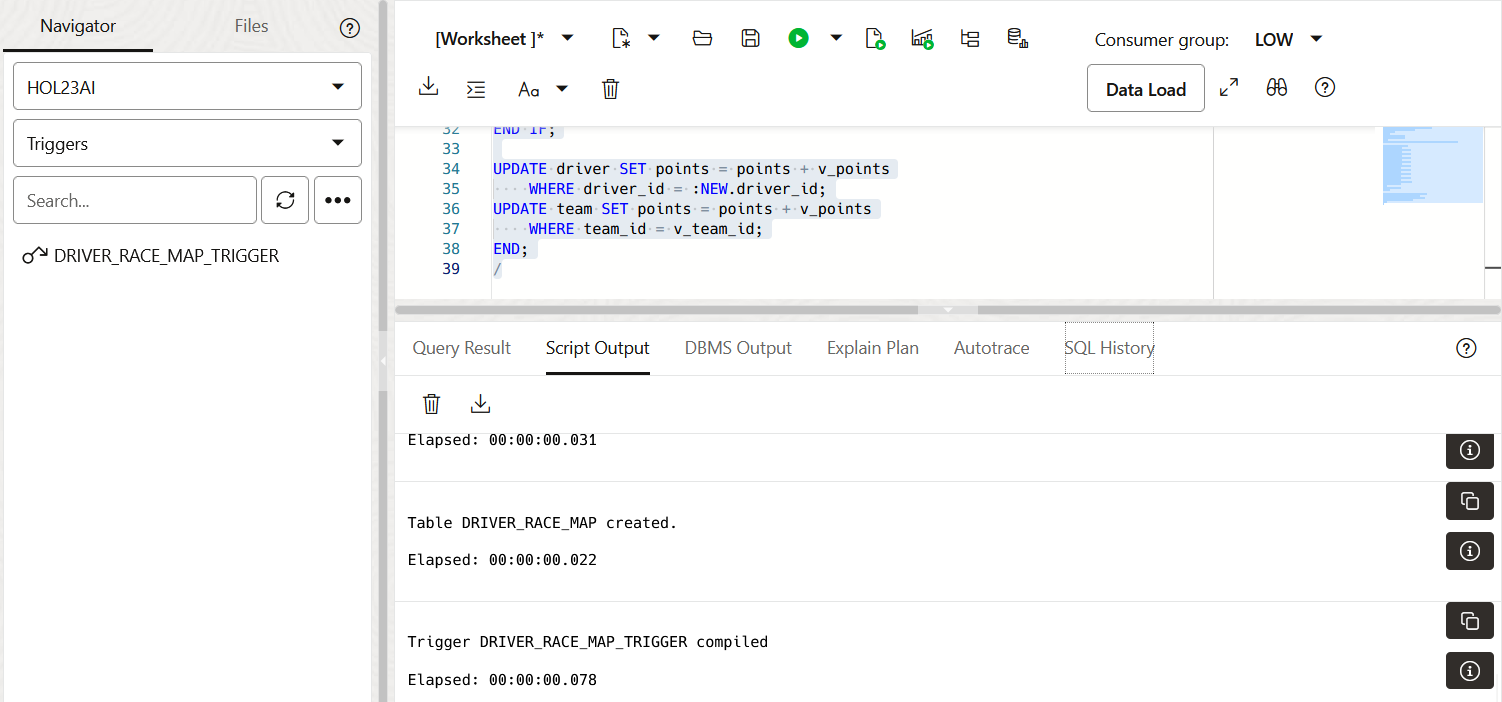 Navigator
Files
HOL23AI
Triggers
Search...
DRIVER_RACE_MAP_TRIGGER
[Worksheet ]*
Consumer group: LOW
Aa
Data Load
32 END IF;
33
34 UPDATE driver SET points = points + v_points
35 WHERE driver_id = :NEW.driver_id;
36 UPDATE team SET points = points + v_points
37 WHERE team_id = v_team_id;
38 END;
39 /
Query Result
Script Output
DBMS Output
Explain Plan
Autotrace
SQL History
Elapsed: 00:00:00.031
Table DRIVER_RACE_MAP created.
Elapsed: 00:00:00.022
Trigger DRIVER_RACE_MAP_TRIGGER compiled
Elapsed: 00:00:00.078